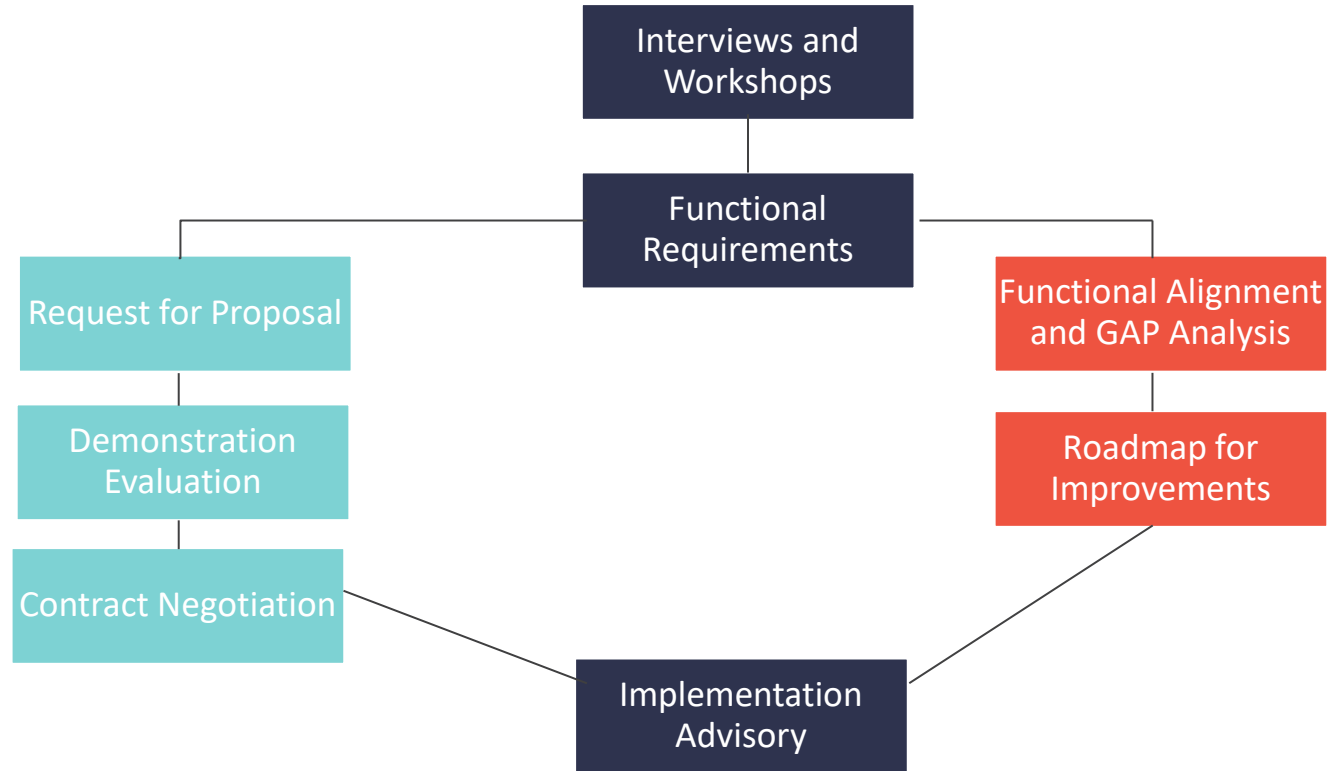 Interviews and
Workshops
Functional
Requirements
Request for Proposal
Functional Alignment
and GAP Analysis
Demonstration
Evaluation
Roadmap for
Improvements
Contract Negotiation
Implementation
Advisory